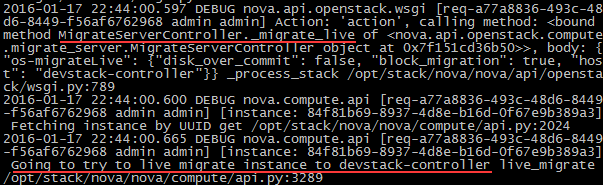 2016-01-17 22:44:00.597 DEBUG nova.api.openstack.wsgi [req-a77a8836-493c-48d
6-8449-f56af6762968 admin admin] Action: 'action', calling method: <bound
method MigrateServerController._migrate_live of <nova.api.openstack.compute
.migrate_server.MigrateServerController object at 0x7f151cd36b50>>, body: {
"os-migrateLive": {"disk_over_commit": false, "block_migration": true, "hos
t": "devstack-controller"}} _process_stack /opt/stack/nova/nova/api/opensta
ck/wsgi.py:789
2016-01-17 22:44:00.600 DEBUG nova.compute.api [req-a77a8836-493c-48d6-8449
-f56af6762968 admin admin] [instance: 84f81b69-8937-4d8e-b16d-0f67e9b389a3]
 Fetching instance by UUID get /opt/stack/nova/nova/compute/api.py:2024
2016-01-17 22:44:00.665 DEBUG nova.compute.api [req-a77a8836-493c-48d6-8449
-f56af6762968 admin admin] [instance: 84f81b69-8937-4d8e-b16d-0f67e9b389a3]
 Going to try to live migrate instance to devstack-controller live_migrate
/opt/stack/nova/nova/compute/api.py:3289